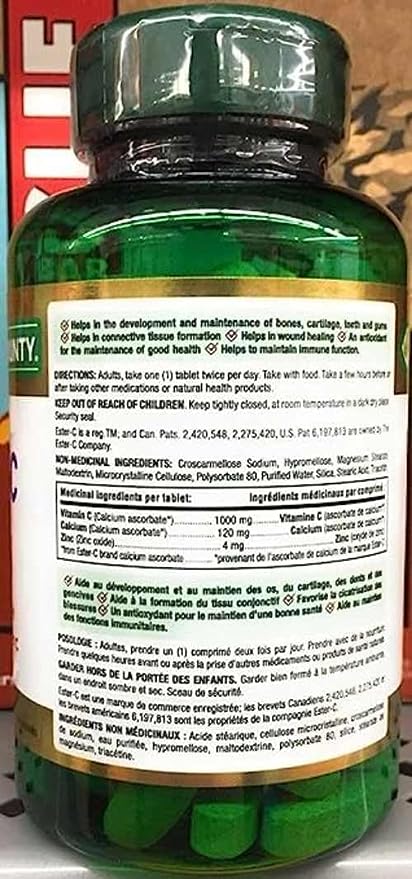 UNTY®
C
Helps in the development and maintenance of bones, cartilage, teeth and gums
Helps in connective tissue formation Helps in wound healing An antioxidant
for the maintenance of good health Helps to maintain immune function.
DIRECTIONS: Adults, take one (1) tablet twice per day. Take with food. Take a few hours before or
after taking other medications or natural health products.
KEEP OUT OF REACH OF CHILDREN. Keep tightly closed, at room temperature in a dark dry place
Security seal.
Ester-C is a reg TM; and Can. Pats. 2,420,548, 2,275,420, U.S. Pat 6,197,813 are owned by The
Ester-C Company.
NON-MEDICINAL INGREDIENTS: Croscarmellose Sodium, Hypromellose, Magnesium Stearate
Maltodextrin, Microcrystalline Cellulose, Polysorbate 80, Purified Water, Silica, Stearic Acid, Triacetin
Medicinal ingredients per tablet: Ingrédients médicinaux par comprimé
Vitamin C (Calcium ascorbate*) 1000 mg Vitamine C (ascorbate de calcium*
Calcium (Calcium ascorbate*) 120 mg Calcium (ascorbate de calcium*
Zinc (Zinc oxide) 4 mg Zinc (oxyde de zinc)
*from Ester-C brand calcium ascorbate *provenant de l'ascorbate de calcium de la marque Ester-C
Aide au développement et au maintien des os, du cartilage, des dents et des
gencives Aide à la formation du tissu conjonctif Favorise la cicatrisation des
blessures Un antioxydant pour le maintien d'une bonne santé Aide au maintien
des fonctions immunitaires.
POSOLOGIE : Adultes, prendre un (1) comprimé deux fois par jour. Prendre avec de la nourriture
Prendre quelques heures avant ou après la prise d'autres médicaments ou produits de santé naturels
GARDER HORS DE LA PORTÉE DES ENFANTS. Garder bien fermé à la température ambiante,
dans un endroit sombre et sec. Sceau de sécurité.
Ester-C est une marque de commerce enregistrée; les brevets Canadiens 2,420,548, 2,275,420 et
les brevets américains 6,197,813 sont les propriétés de la compagnie Ester-C.
INGRÉDIENTS NON MÉDICINAUX : Acide stéarique, cellulose microcristalline, croscarmellose
de sodium, eau purifiée, hypromellose, maltodextrine, polysorbate 80, silice, stéarate de
magnésium, triacétine.